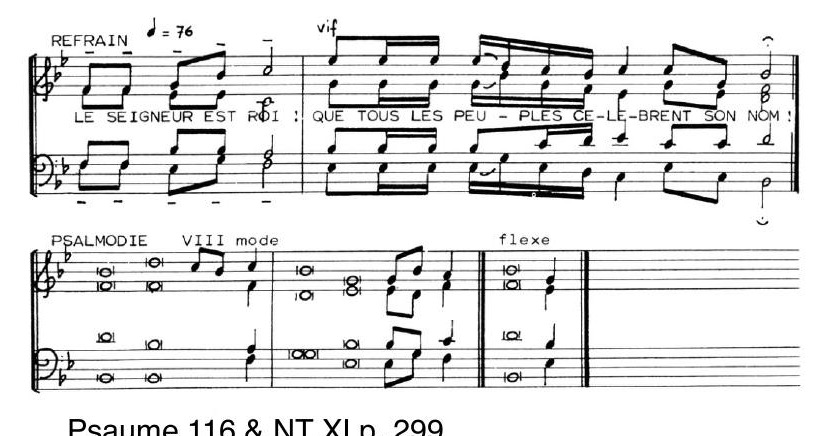 REFRAIN ♩ = 76 vif
LE SEIGNEUR EST ROI ! QUE TOUS LES PEU - PLES CE-LE-BRENT SON NOM !
PSALMODIE VIII mode flexe
Psaume 116 & NT XI p. 299